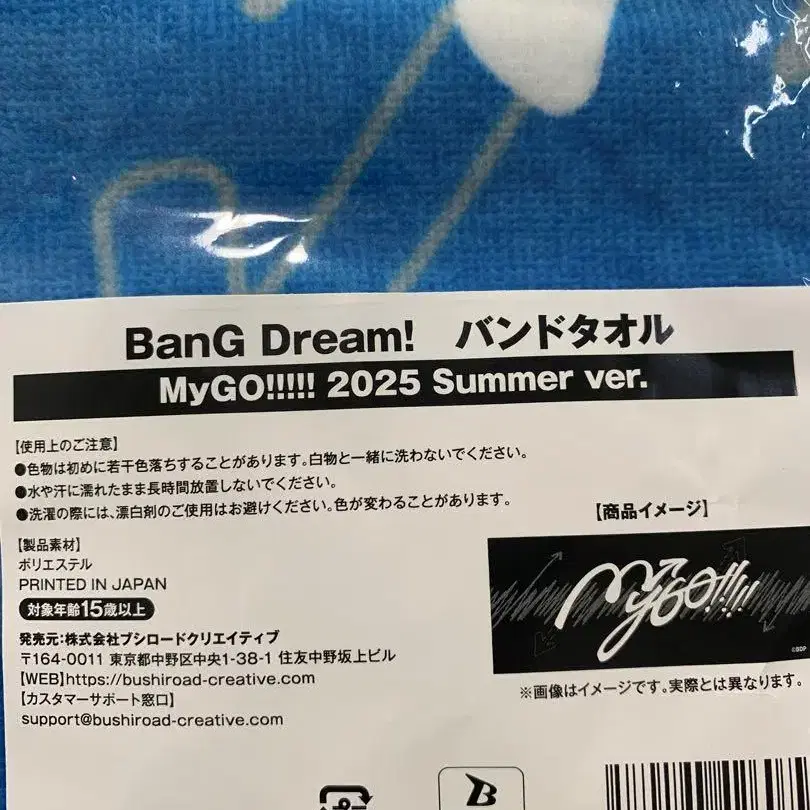 BanG Dream! バンドタオル
MyGO!!!!! 2025 Summer ver.
【使用上のご注意】
●色物は初めに若干色落ちすることがあります。白物と一緒に洗わないでください。
●水や汗に濡れたまま長時間放置しないでください。
●洗濯の際には、漂白剤のご使用はお避けください。色が変わることがあります。
【製品素材】
ポリエステル
PRINTED IN JAPAN
対象年齢15歳以上
発売元:株式会社ブシロードクリエイティブ
〒164-0011 東京都中野区中央1-38-1 住友中野坂上ビル
【WEB】https://bushiroad-creative.com
【カスタマーサポート窓口】
support@bushiroad-creative.com
【商品イメージ】
MyGO!!!!!
©BDP
※画像はイメージです。実際とは異なります。
プラ
B